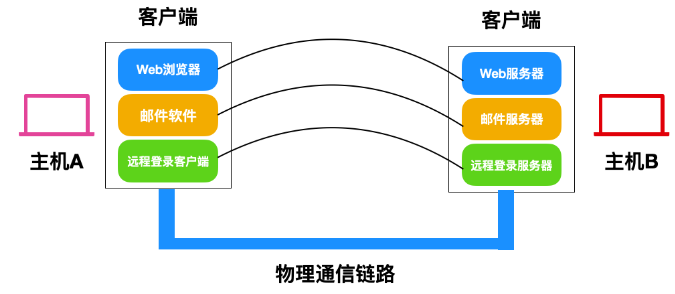 客户端
客户端
Web浏览器
Web服务器
邮件软件
邮件服务器
远程登录客户端
远程登录服务器
主机A
主机B
物理通信链路